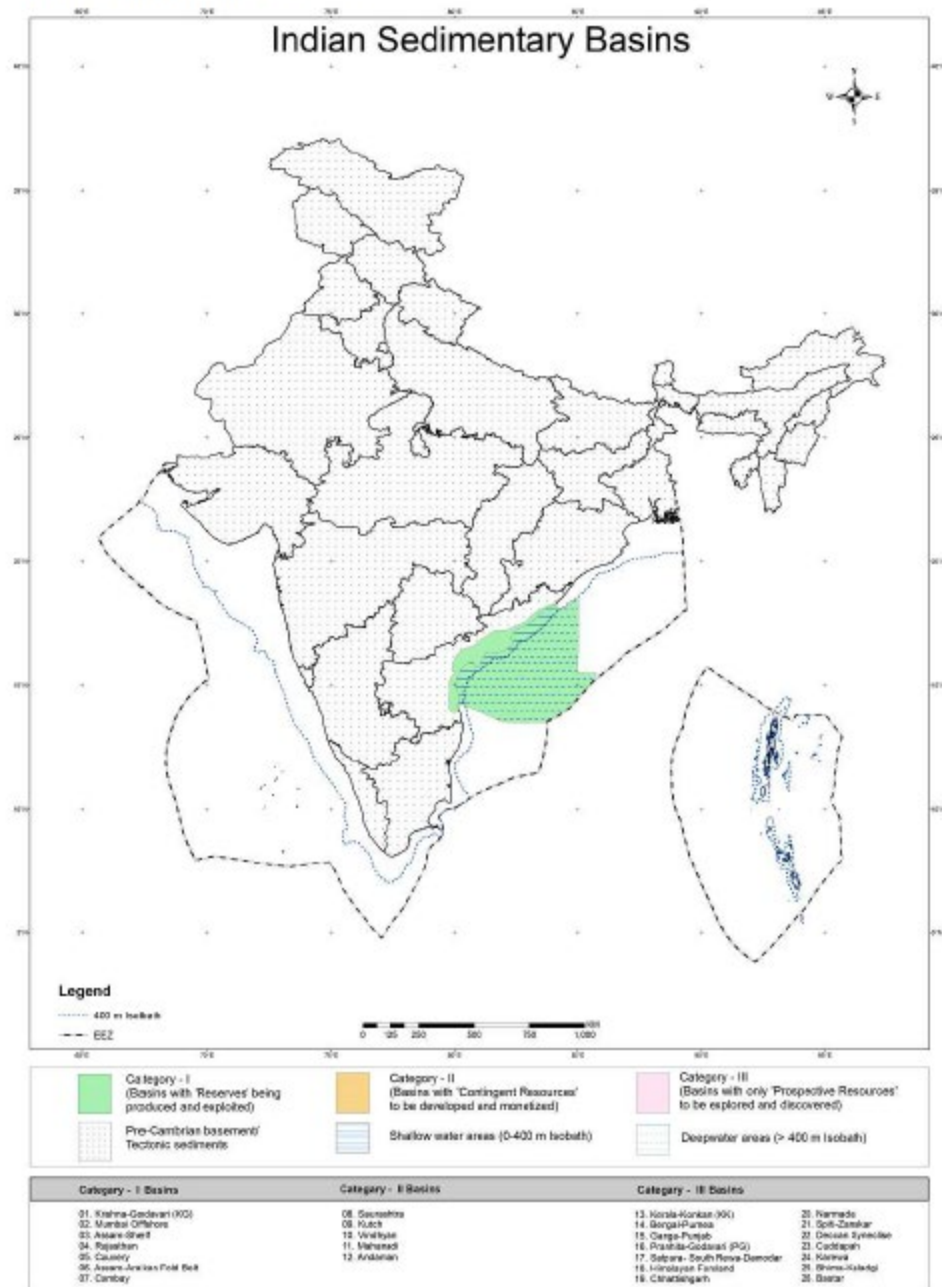 Indian Sedimentary Basins
N
W E
S
Legend
400 m Isobath
EEZ
0 125 250 500 750 1,000
Category - I
(Basins with 'Reserves' being
produced and exploited)
Category - II
(Basins with 'Contingent Resources'
to be developed and monetized)
Category - III
(Basins with only 'Prospective Resources'
to be explored and discovered)
Pre-Cambrian basement/
Tectonic sediments
Shallow water areas (0-400 m Isobath)
Deepwater areas (> 400 m Isobath)
Category - I Basins
01. Krishna-Godavari (KG)
02. Mumbai Offshore
03. Assam-Shelf
04. Rajasthan
05. Cauvery
06. Assam-Arakan Fold Belt
07. Cambay
Category - II Basins
08. Saurashtra
09. Kutch
10. Vindhyan
11. Mahanadi
12. Andaman
Category - III Basins
13. Kerala-Konkan (KK)
14. Bengal-Purnea
15. Ganga-Punjab
16. Pranhita-Godavari (PG)
17. Satpura- South Rewa-Damodar
18. Himalayan Foreland
19. Chhattisgarh
20. Narmada
21. Spiti-Zanskar
22. Deccan Syneclise
23. Cuddapah
24. Karewa
25. Bhima-Kaladgi
26. Bastar